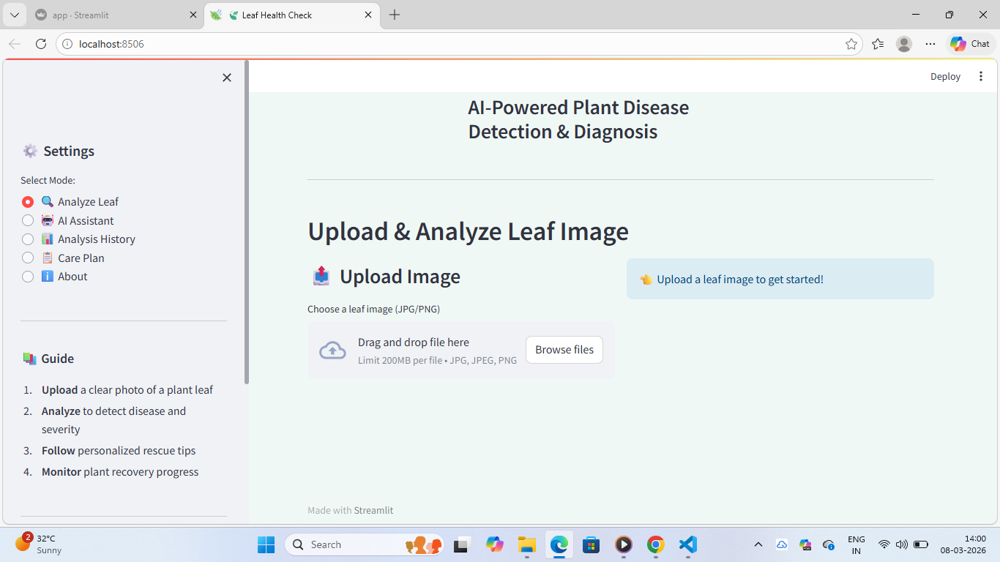 app · Streamlit
Leaf Health Check
localhost:8506
Chat
Deploy
Settings
Select Mode:
Analyze Leaf
AI Assistant
Analysis History
Care Plan
About
Guide
1. Upload a clear photo of a plant leaf
2. Analyze to detect disease and
severity
3. Follow personalized rescue tips
4. Monitor plant recovery progress
AI-Powered Plant Disease
Detection & Diagnosis
Upload & Analyze Leaf Image
Upload Image
Choose a leaf image (JPG/PNG)
Drag and drop file here
Limit 200MB per file • JPG, JPEG, PNG
Browse files
Upload a leaf image to get started!
Made with Streamlit
2
32°C
Sunny
Search
ENG
IN
14:00
08-03-2026